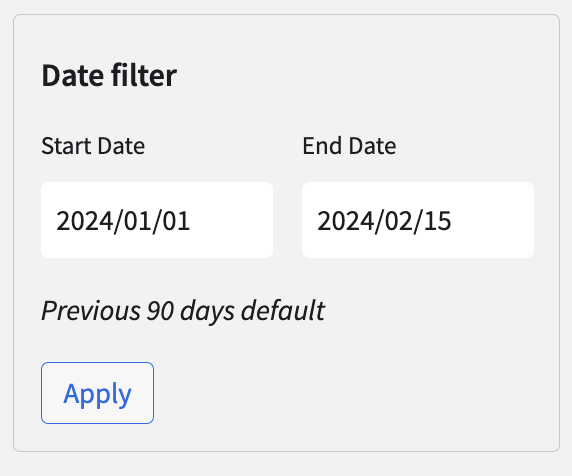 Date filter
Start Date End Date
2024/01/01 2024/02/15
Previous 90 days default
Apply